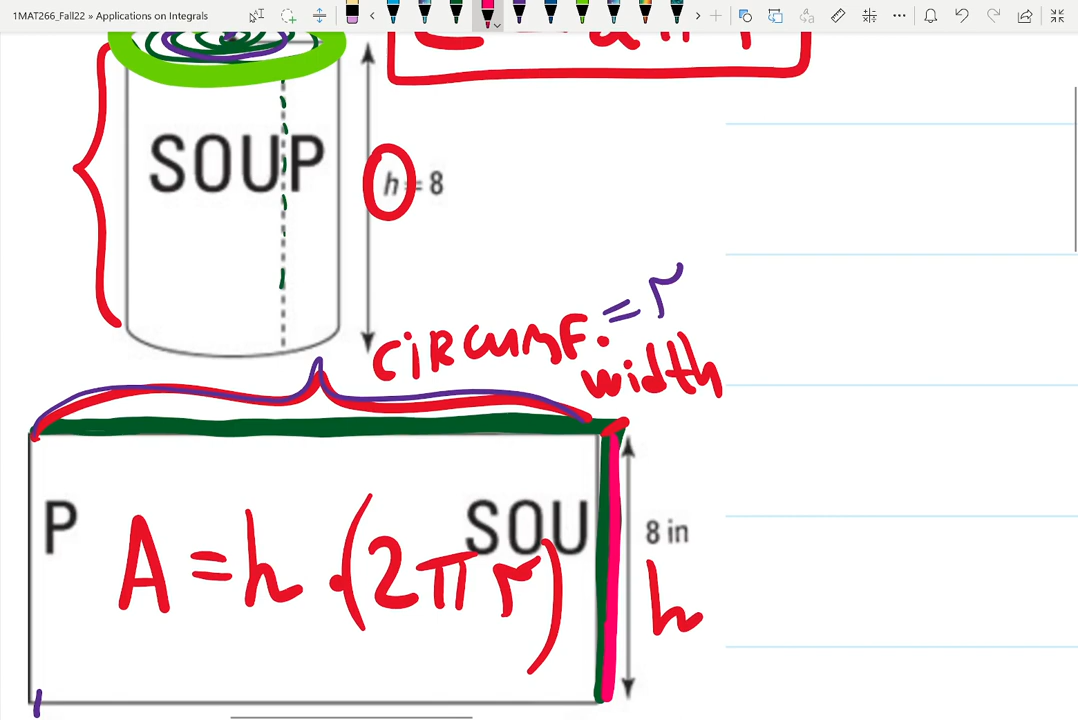 1MAT266_Fall22 » Applications on Integrals
SOUP
h = 8
circumf. = r
width
P
SOU
A = h · (2πr)
8 in
h